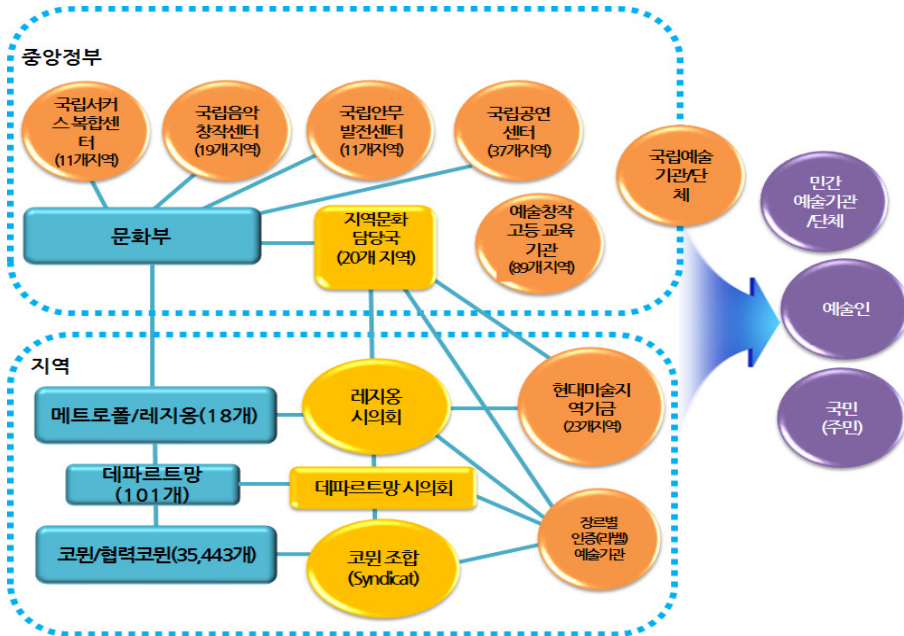 중앙정부
국립서커
스 복합센
터
(11개지역)
국립음악
창작센터
(19개 지역)
국립안무
발전센터
(11개지역)
국립공연
센터
(37개지역)
국립예술
기관/단
체
민간
예술기관
/단체
문화부
지역문화
담당국
(20개 지역)
예술창작
고등 교육
기관
(89개 지역)
예술인
지역
메트로폴/레지옹(18개)
레지옹
시의회
현대미술지
역기금
(23개지역)
국민
(주민)
데파르트망
(101개)
데파르트망 시의회
코뮌/협력코뮌(35,443개)
코뮌 조합
(Syndicat)
장르별
인증(라벨)
예술기관